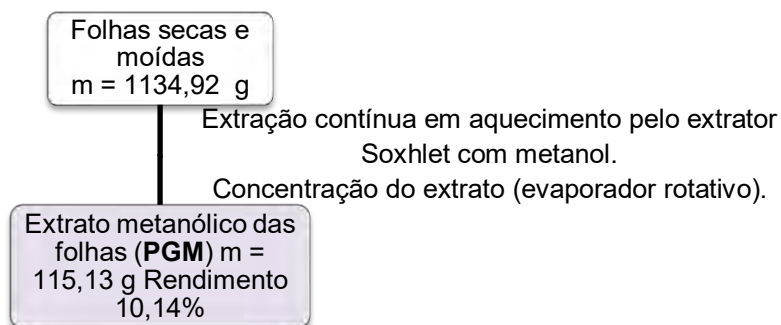 Folhas secas e
moídas
m = 1134,92 g
Extração contínua em aquecimento pelo extrator
Soxhlet com metanol.
Concentração do extrato (evaporador rotativo).
Extrato metanólico das
folhas (PGM) m =
115,13 g Rendimento
10,14%